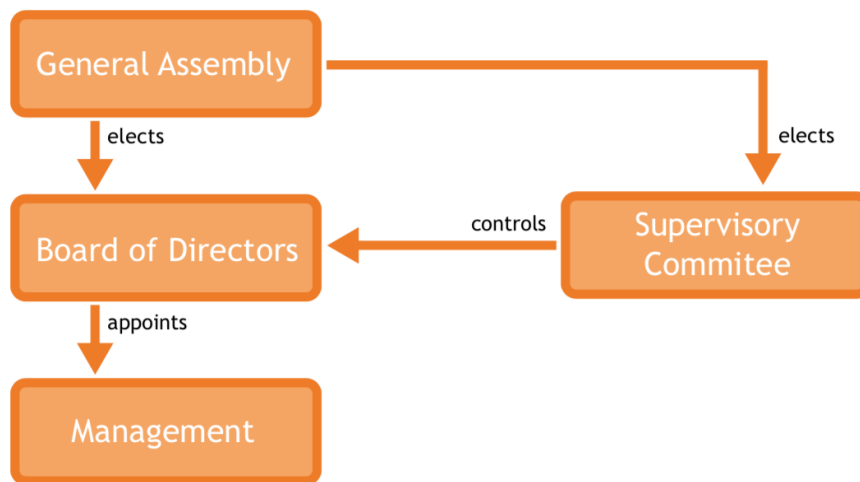 General Assembly
elects
elects
Board of Directors
controls
Supervisory
Commitee
appoints
Management